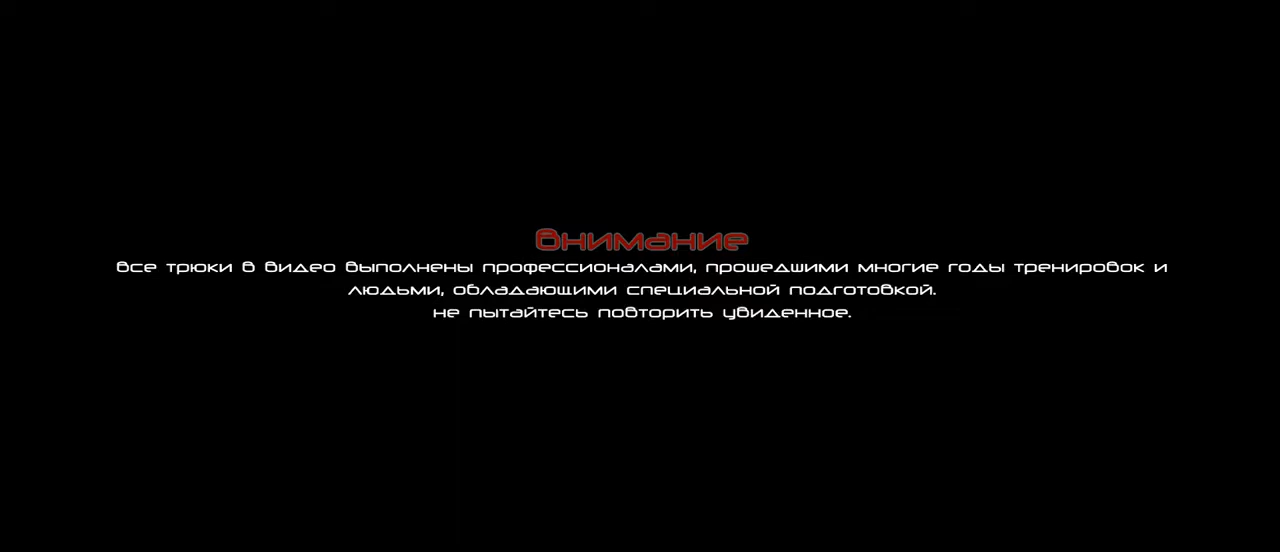 внимание
все трюки в видео выполнены профессионалами, прошедшими многие годы тренировок и
людьми, обладающими специальной подготовкой.
не пытайтесь повторить увиденное.